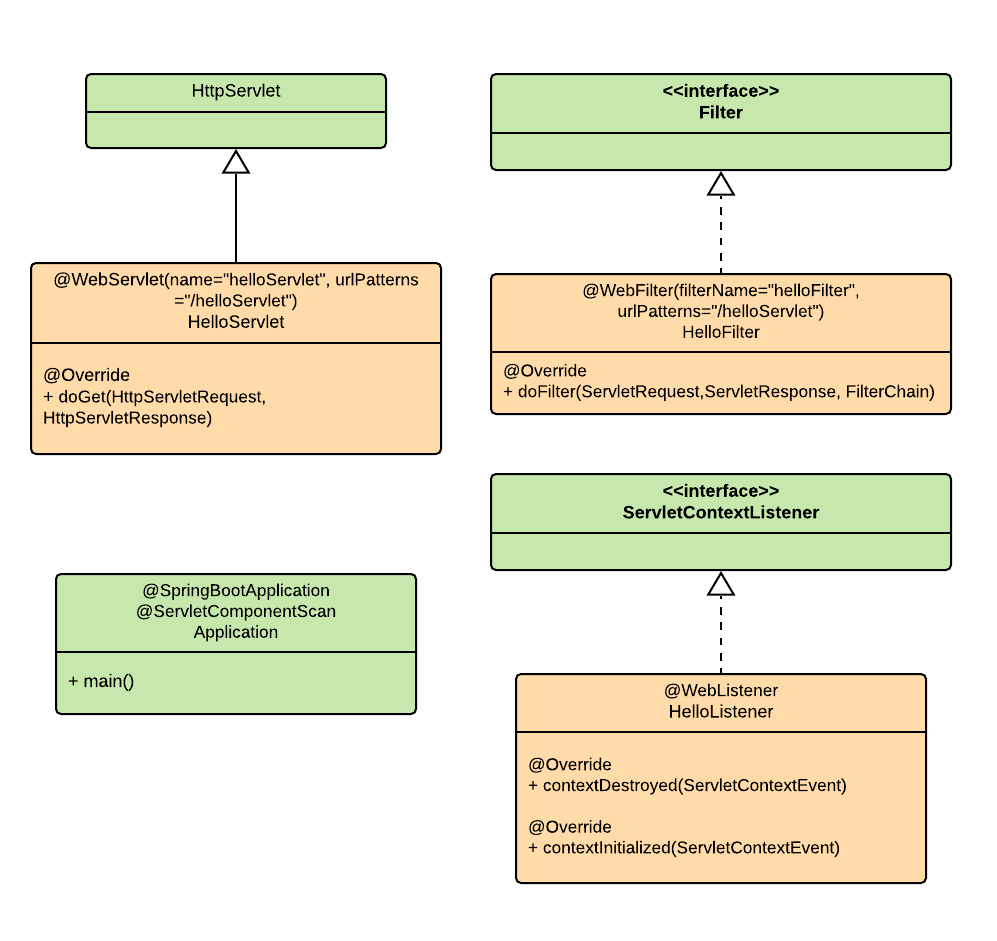 HttpServlet
<<interface>>
Filter
@WebServlet(name="helloServlet", urlPatterns
="/helloServlet")
HelloServlet
@Override
+ doGet(HttpServletRequest,
HttpServletResponse)
@WebFilter(filterName="helloFilter",
urlPatterns="/helloServlet")
HelloFilter
@Override
+ doFilter(ServletRequest,ServletResponse, FilterChain)
<<interface>>
ServletContextListener
@SpringBootApplication
@ServletComponentScan
Application
+ main()
@WebListener
HelloListener
@Override
+ contextDestroyed(ServletContextEvent)
@Override
+ contextInitialized(ServletContextEvent)